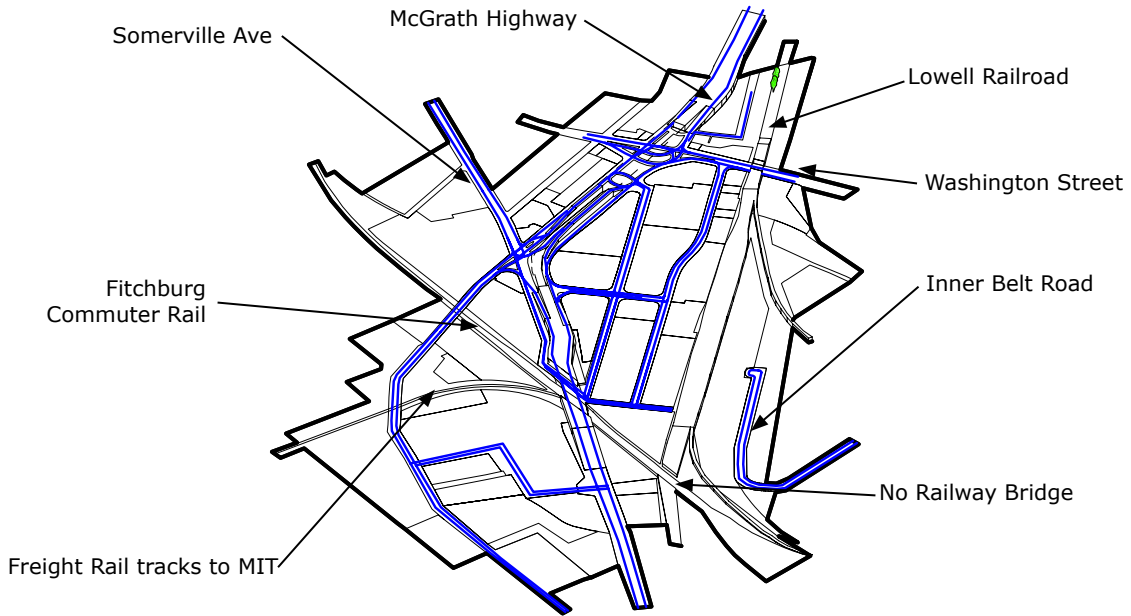 McGrath Highway
Somerville Ave
Lowell Railroad
Washington Street
Fitchburg
Commuter Rail
Inner Belt Road
No Railway Bridge
Freight Rail tracks to MIT